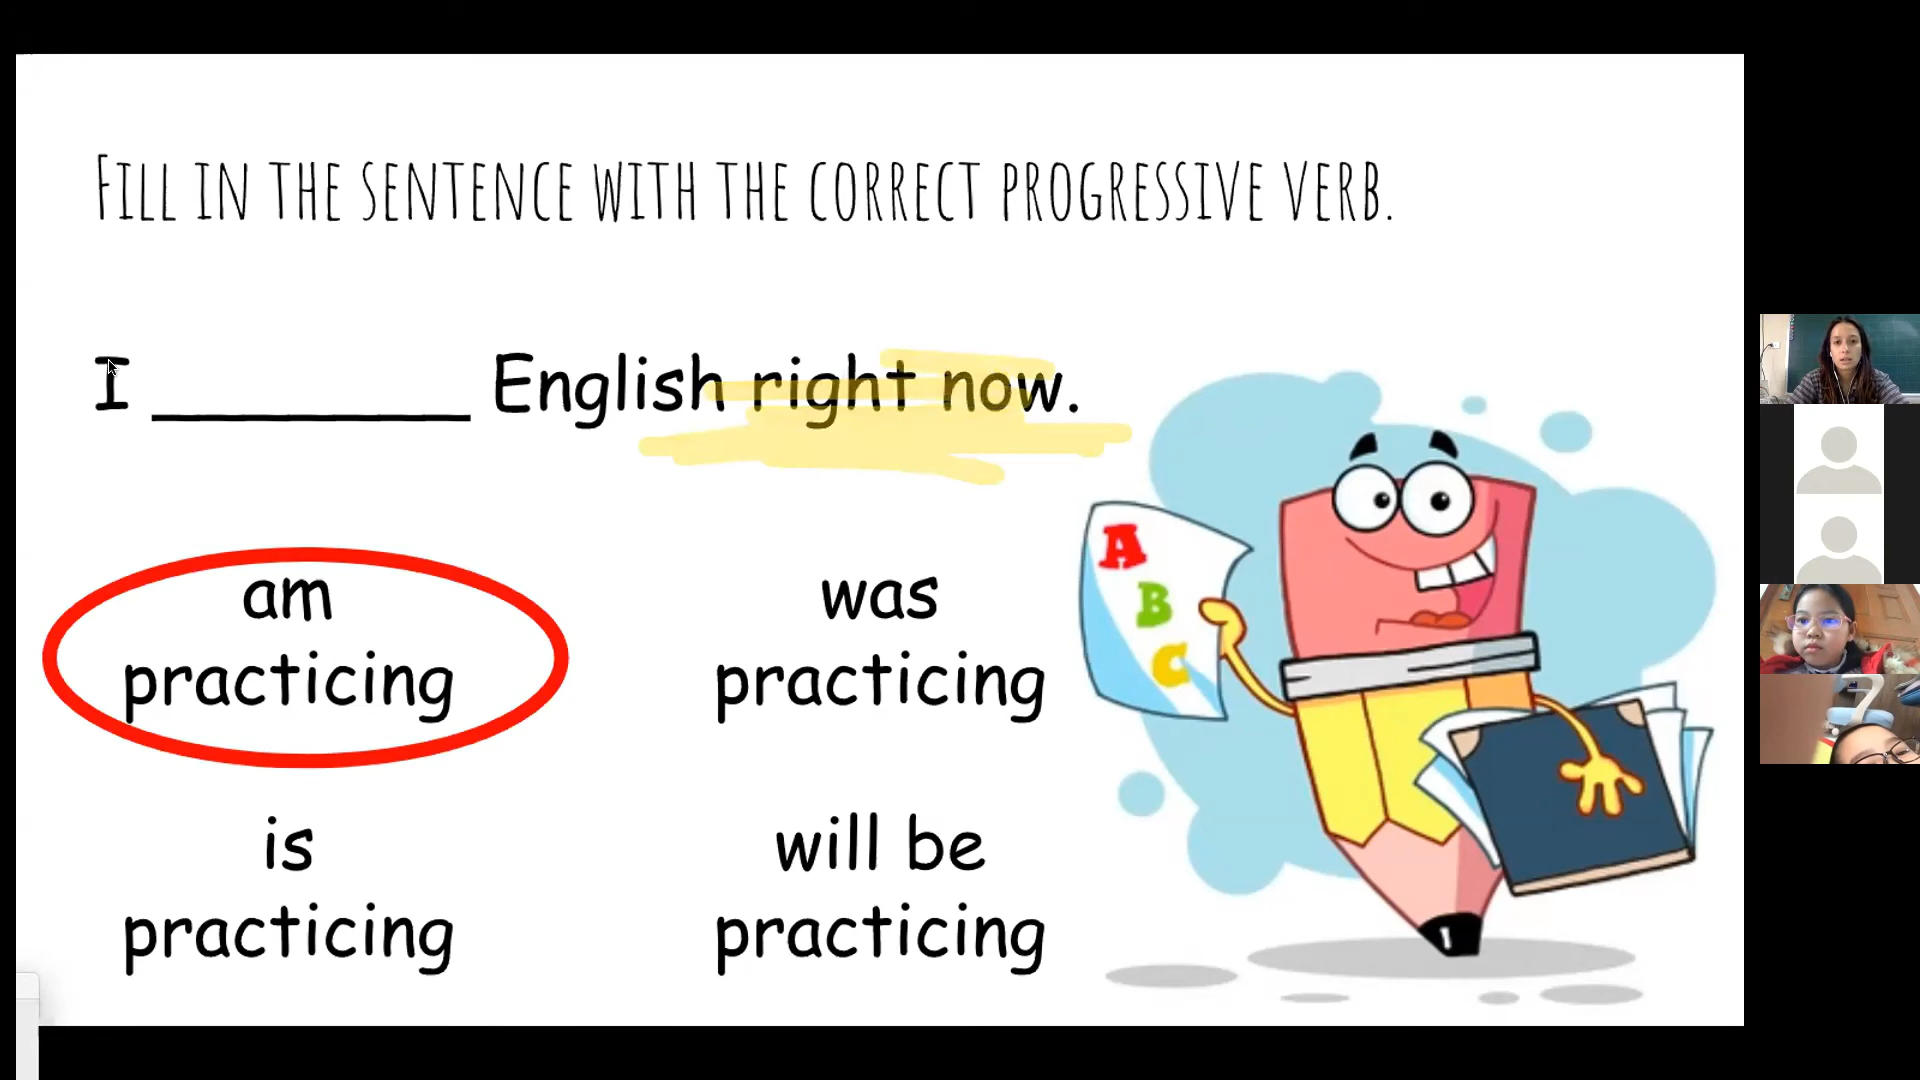 FILL IN THE SENTENCE WITH THE CORRECT PROGRESSIVE VERB.
I ________ English right now.
am
practicing
was
practicing
is
practicing
will be
practicing
A
B
C
1